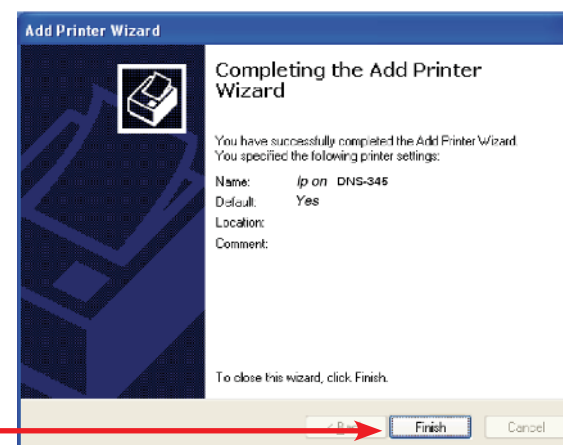 Add Printer Wizard
Completing the Add Printer
Wizard
You have successfully completed the Add Printer Wizard.
You specified the following printer settings:
Name: lp on DNS-345
Default: Yes
Location:
Comment:
To close this wizard, click Finish.
Finish Cancel